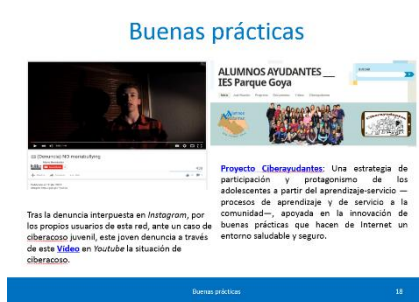 Buenas prácticas
ALUMNOS AYUDANTES __
IES Parque Goya
Proyecto Ciberayudantes: Una estrategia de
participación y protagonismo de los
adolescentes a partir del aprendizaje-servicio —
procesos de aprendizaje y de servicio a la
comunidad—, apoyada en la innovación de
buenas prácticas que hacen de Internet un
entorno saludable y seguro.
Tras la denuncia interpuesta en Instagram, por
los propios usuarios de esta red, ante un caso de
ciberacoso juvenil, este joven denuncia a través
de este Vídeo en Youtube la situación de
ciberacoso.
Buenas prácticas
18